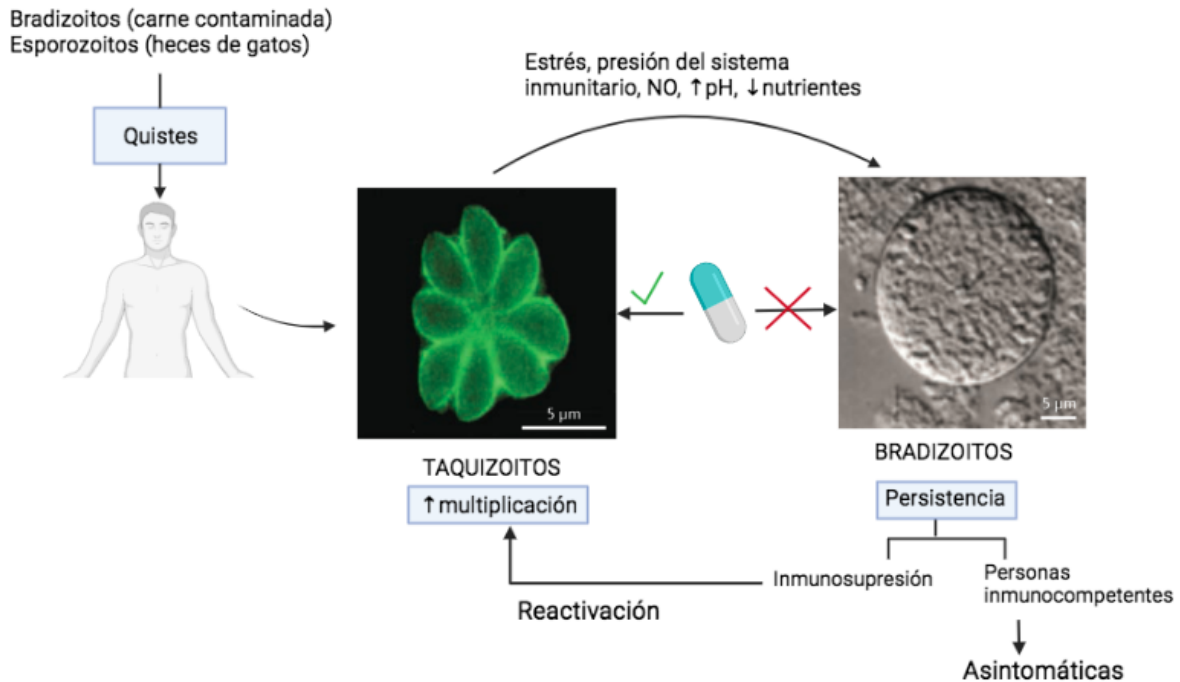 Bradizoitos (carne contaminada)
Esporozoitos (heces de gatos)
Quistes
Estrés, presión del sistema
inmunitario, NO, ↑pH, ↓nutrientes
5 μm
5 μm
TAQUIZOITOS
↑multiplicación
BRADIZOITOS
Persistencia
Inmunosupresión
Personas
inmunocompetentes
Reactivación
Asintomáticas